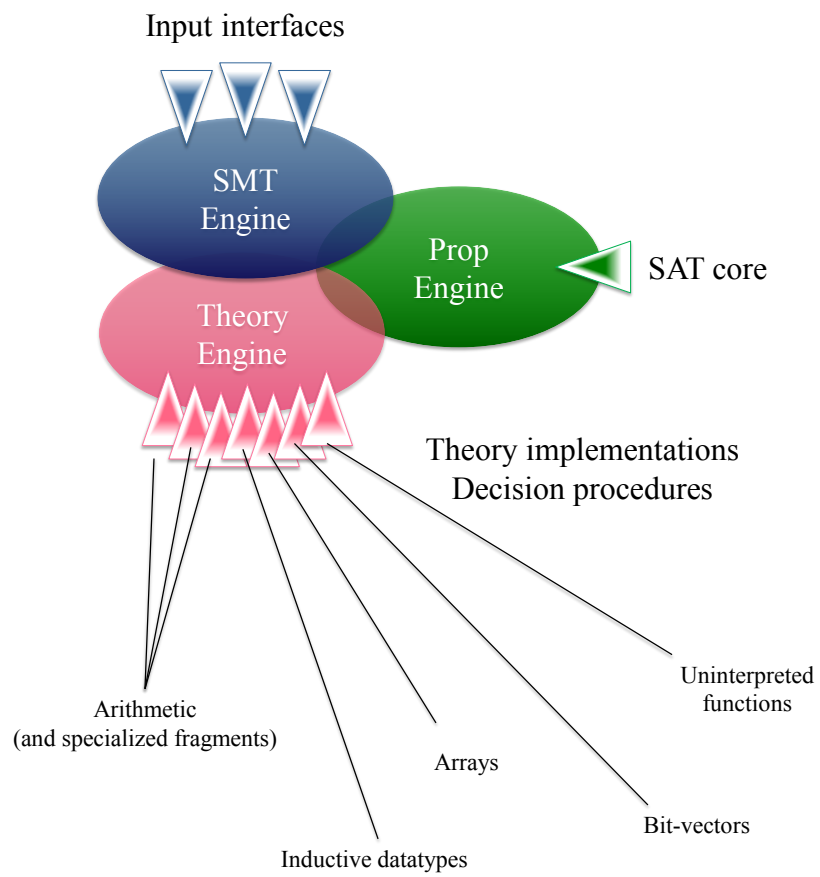 Input interfaces
SMT
Engine
Prop
Engine
SAT core
Theory
Engine
Theory implementations
Decision procedures
Uninterpreted
functions
Arithmetic
(and specialized fragments)
Arrays
Bit-vectors
Inductive datatypes